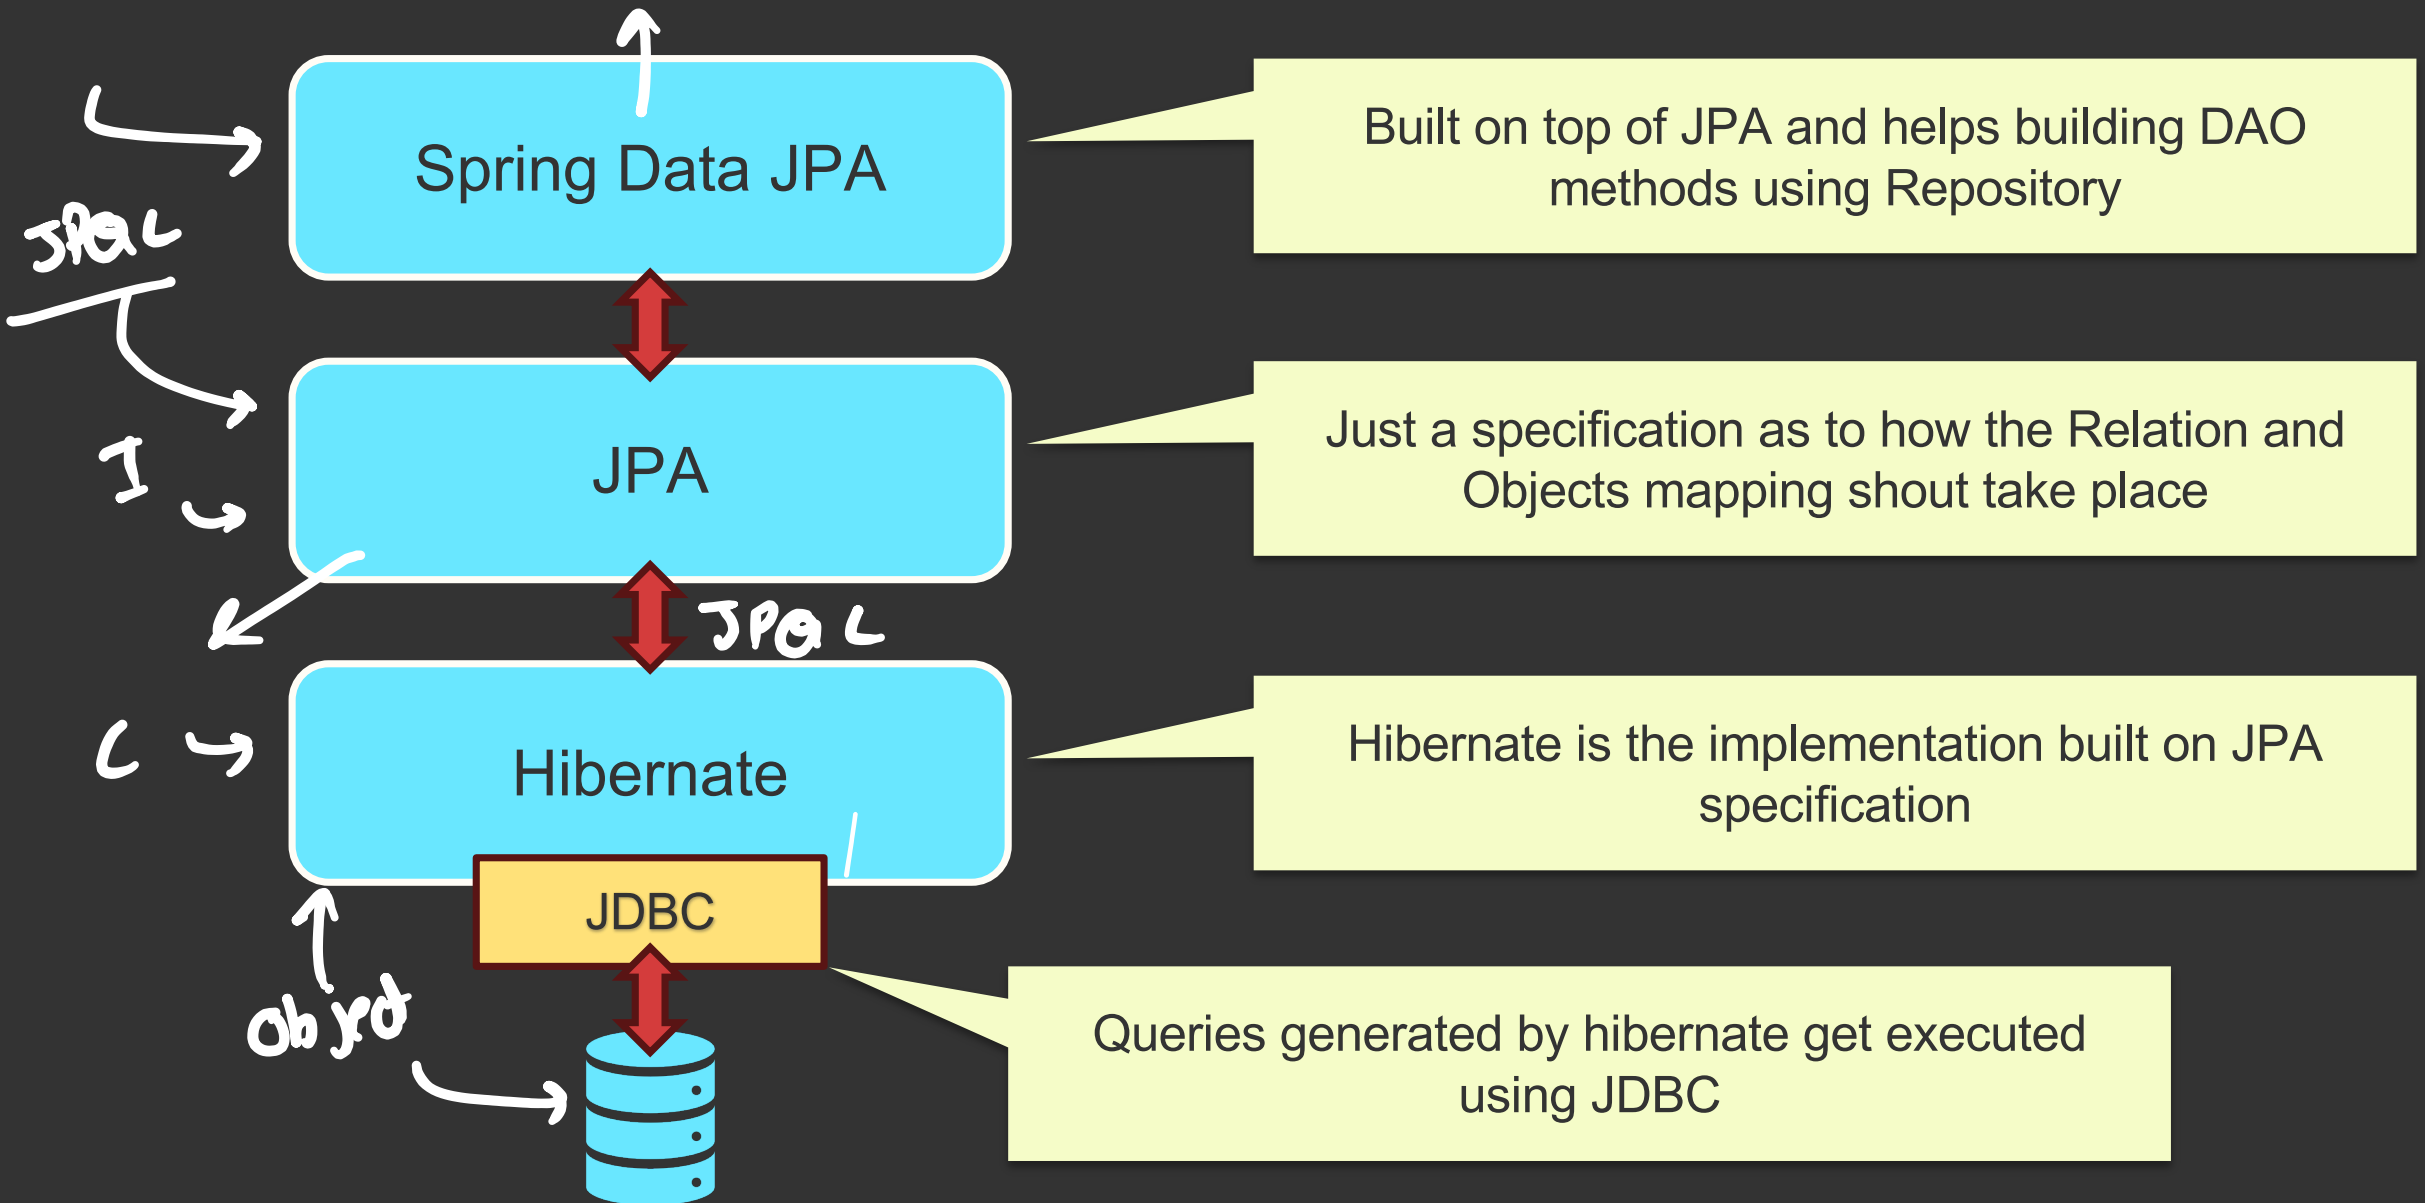 Spring Data JPA
Built on top of JPA and helps building DAO
methods using Repository
JPQL
JPA
Just a specification as to how the Relation and
Objects mapping shout take place
I
JPQL
Hibernate
Hibernate is the implementation built on JPA
specification
C
JDBC
Object
Queries generated by hibernate get executed
using JDBC